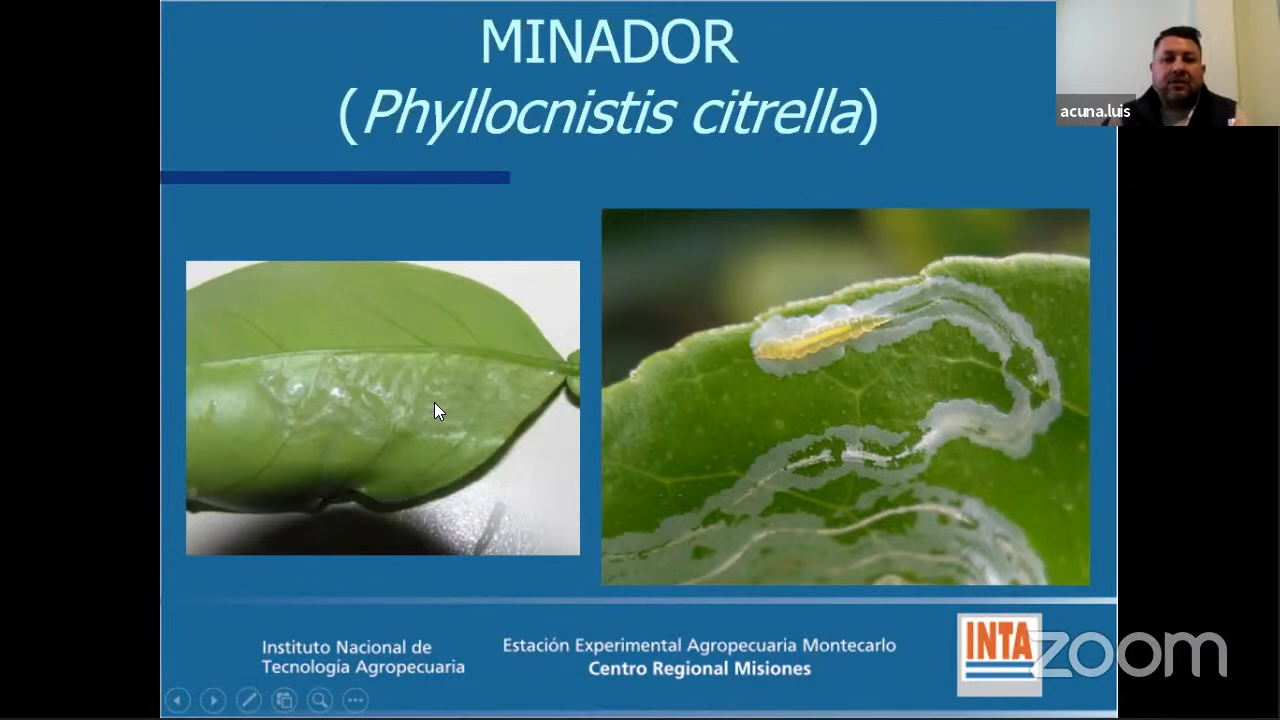 MINADOR
(Phyllocnistis citrella)
acuna.luis
Instituto Nacional de
Tecnología Agropecuaria
Estación Experimental Agropecuaria Montecarlo
Centro Regional Misiones
INTA
zoom